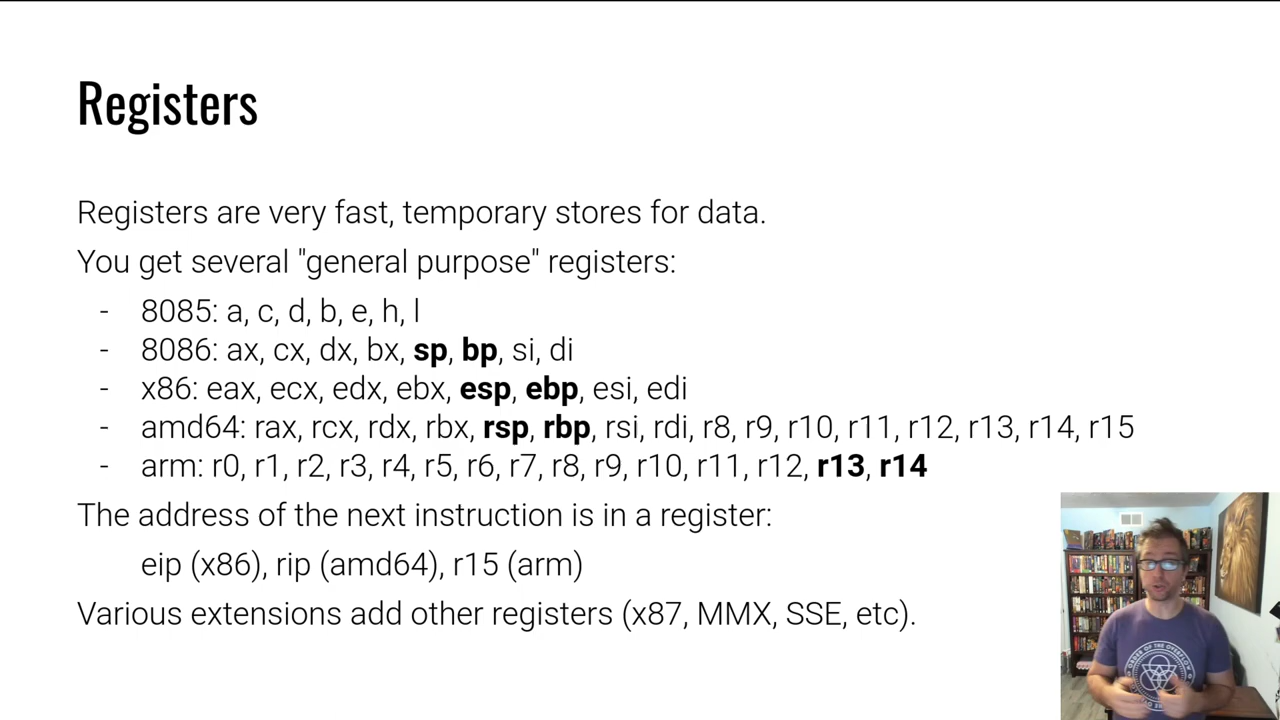 Registers
Registers are very fast, temporary stores for data.
You get several "general purpose" registers:
- 8085: a, c, d, b, e, h, l
- 8086: ax, cx, dx, bx, sp, bp, si, di
- x86: eax, ecx, edx, ebx, esp, ebp, esi, edi
- amd64: rax, rcx, rdx, rbx, rsp, rbp, rsi, rdi, r8, r9, r10, r11, r12, r13, r14, r15
- arm: r0, r1, r2, r3, r4, r5, r6, r7, r8, r9, r10, r11, r12, r13, r14
The address of the next instruction is in a register:
eip (x86), rip (amd64), r15 (arm)
Various extensions add other registers (x87, MMX, SSE, etc).
ORDER OF THE OVERFLOW